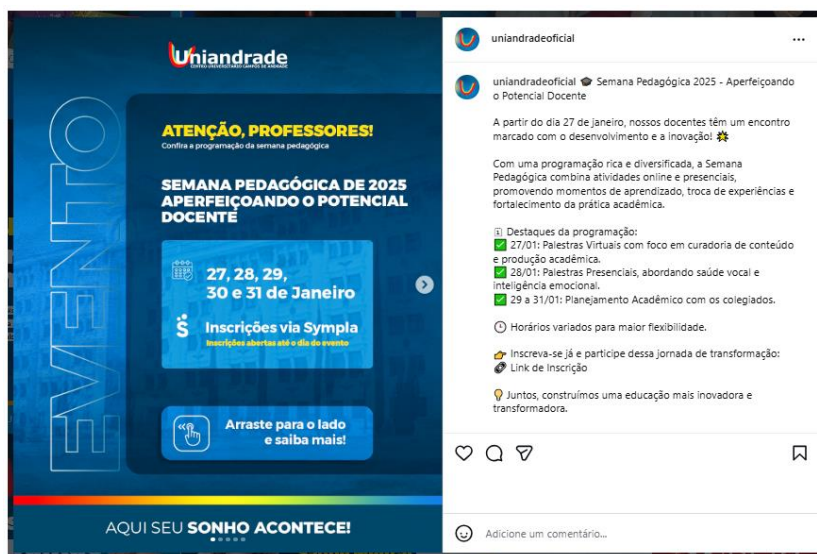 Uniandrade
CENTRO UNIVERSITÁRIO CAMPOS DE ANDRADE
EVENTO
ATENÇÃO, PROFESSORES!
Confira a programação da semana pedagógica
SEMANA PEDAGÓGICA DE 2025
APERFEIÇOANDO O POTENCIAL
DOCENTE
27, 28, 29,
30 e 31 de Janeiro
Inscrições via Sympla
Inscrições abertas até o dia do evento
Arraste para o lado
e saiba mais!
AQUI SEU SONHO ACONTECE!
uniandradeoficial
uniandradeoficial 🎓 Semana Pedagógica 2025 - Aperfeiçoando
o Potencial Docente
A partir do dia 27 de janeiro, nossos docentes têm um encontro
marcado com o desenvolvimento e a inovação! 💥
Com uma programação rica e diversificada, a Semana
Pedagógica combina atividades online e presenciais,
promovendo momentos de aprendizado, troca de experiências e
fortalecimento da prática acadêmica.
🗓 Destaques da programação:
✅ 27/01: Palestras Virtuais com foco em curadoria de conteúdo
e produção acadêmica.
✅ 28/01: Palestras Presenciais, abordando saúde vocal e
inteligência emocional.
✅ 29 a 31/01: Planejamento Acadêmico com os colegiados.
🕒 Horários variados para maior flexibilidade.
👉 Inscreva-se já e participe dessa jornada de transformação:
🔗 Link de Inscrição
💡 Juntos, construímos uma educação mais inovadora e
transformadora.
Adicione um comentário...